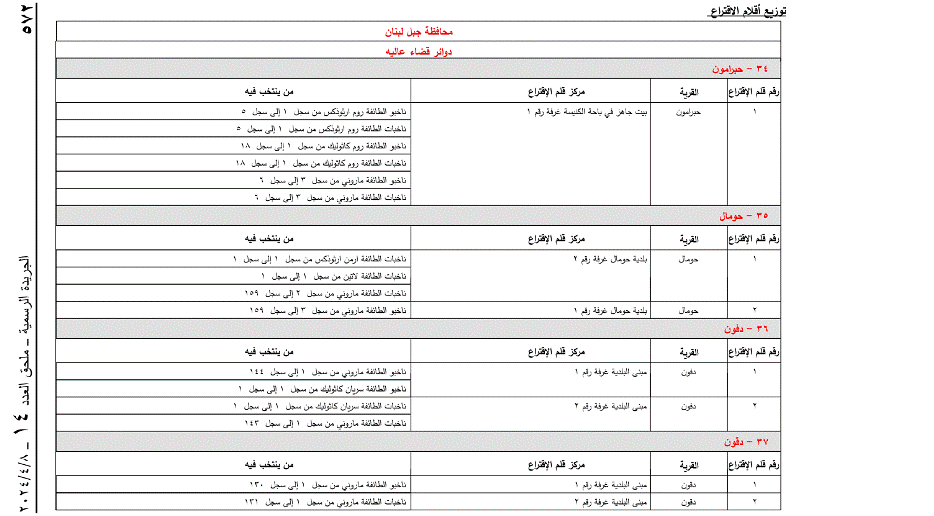 توزيع أقلام الإقتراع
محافظة جبل لبنان
دوائر قضاء عاليه
٣٤ - حبرامون
رقم قلم الإقتراع القرية مركز قلم الإقتراع من ينتخب فيه
١ حبرامون بيت جاهز في باحة الكنيسة غرفة رقم ١ ناخبو الطائفة روم ارثوذكس من سجل ١ إلى سجل ٥
ناخبات الطائفة روم ارثوذكس من سجل ١ إلى سجل ٥
ناخبو الطائفة روم كاثوليك من سجل ١ إلى سجل ١٨
ناخبات الطائفة روم كاثوليك من سجل ١ إلى سجل ١٨
ناخبو الطائفة ماروني من سجل ٣ إلى سجل ٦
ناخبات الطائفة ماروني من سجل ٣ إلى سجل ٦
٣٥ - حومال
رقم قلم الإقتراع القرية مركز قلم الإقتراع من ينتخب فيه
١ حومال بلدية حومال غرفة رقم ٢ ناخبات الطائفة ارمن ارثوذكس من سجل ١ إلى سجل ١
ناخبات الطائفة لاتين من سجل ١ إلى سجل ١
ناخبات الطائفة ماروني من سجل ٢ إلى سجل ١٥٩
٢ حومال بلدية حومال غرفة رقم ١ ناخبو الطائفة ماروني من سجل ٣ إلى سجل ١٥٩
٣٦ - دفون
رقم قلم الإقتراع القرية مركز قلم الإقتراع من ينتخب فيه
١ دفون مبنى البلدية غرفة رقم ١ ناخبو الطائفة ماروني من سجل ١ إلى سجل ١٤٤
ناخبو الطائفة سريان كاثوليك من سجل ١ إلى سجل ١
٢ دفون مبنى البلدية غرفة رقم ٢ ناخبات الطائفة سريان كاثوليك من سجل ١ إلى سجل ١
ناخبات الطائفة ماروني من سجل ١ إلى سجل ١٤٣
٣٧ - دقون
رقم قلم الإقتراع القرية مركز قلم الإقتراع من ينتخب فيه
١ دقون مبنى البلدية غرفة رقم ١ ناخبو الطائفة ماروني من سجل ١ إلى سجل ١٣٠
٢ دقون مبنى البلدية غرفة رقم ٢ ناخبات الطائفة ماروني من سجل ١ إلى سجل ١٣١
٥٧٢
الجريدة الرسمية – ملحق العدد ١٤ – ٢٠٢٤/٤/٨